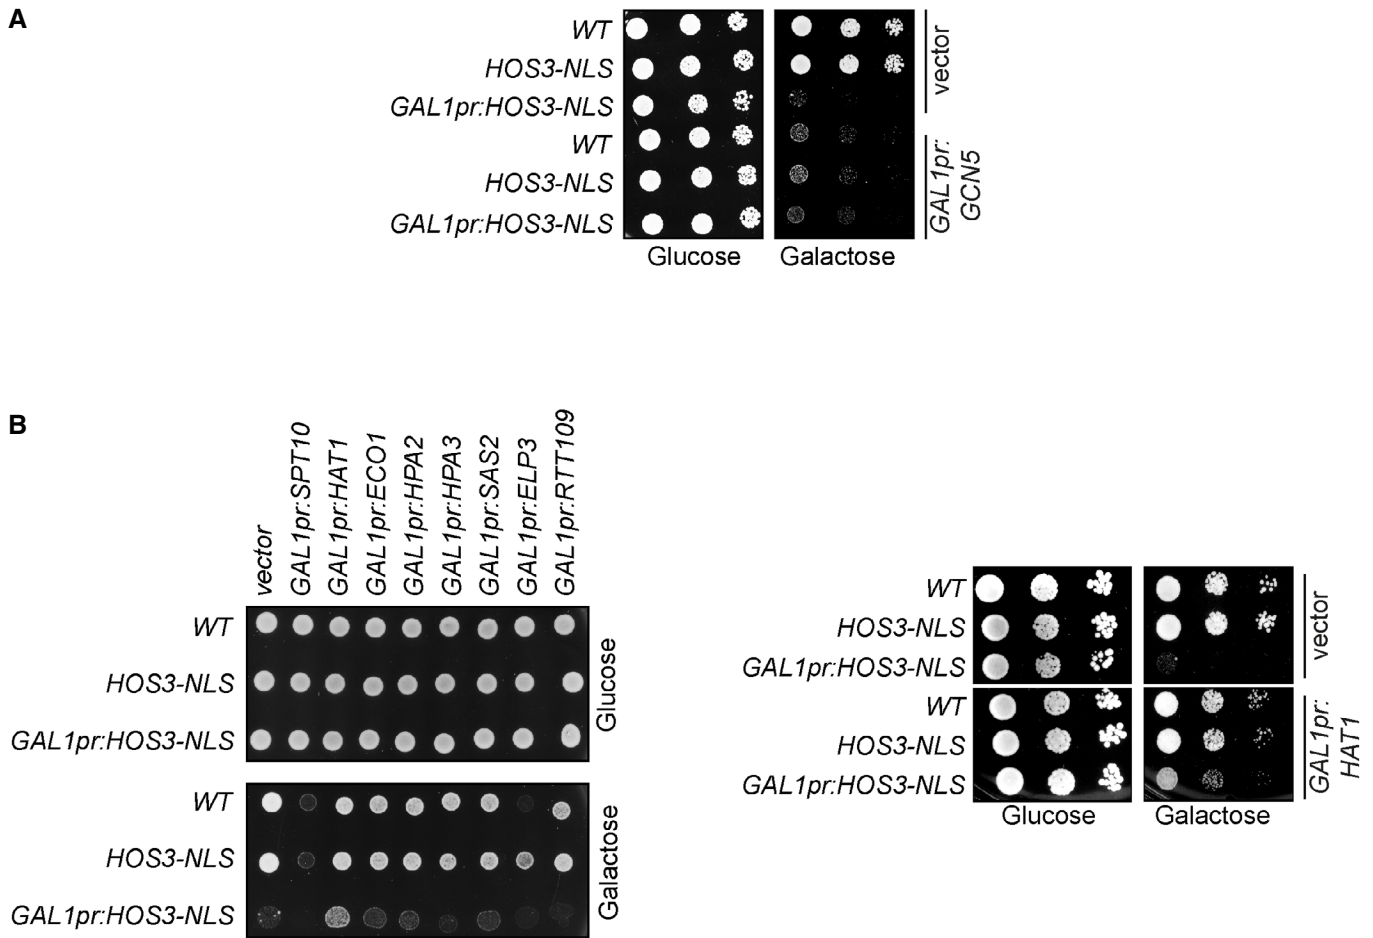 A
WT
HOS3-NLS
GAL1pr:HOS3-NLS
WT
HOS3-NLS
GAL1pr:HOS3-NLS
vector
GAL1pr:
GCN5
Glucose
Galactose
B
vector
GAL1pr:SPT10
GAL1pr:HAT1
GAL1pr:ECO1
GAL1pr:HPA2
GAL1pr:HPA3
GAL1pr:SAS2
GAL1pr:ELP3
GAL1pr:RTT109
WT
HOS3-NLS
GAL1pr:HOS3-NLS
Glucose
WT
HOS3-NLS
GAL1pr:HOS3-NLS
Galactose
WT
HOS3-NLS
GAL1pr:HOS3-NLS
WT
HOS3-NLS
GAL1pr:HOS3-NLS
vector
GAL1pr:
HAT1
Glucose
Galactose